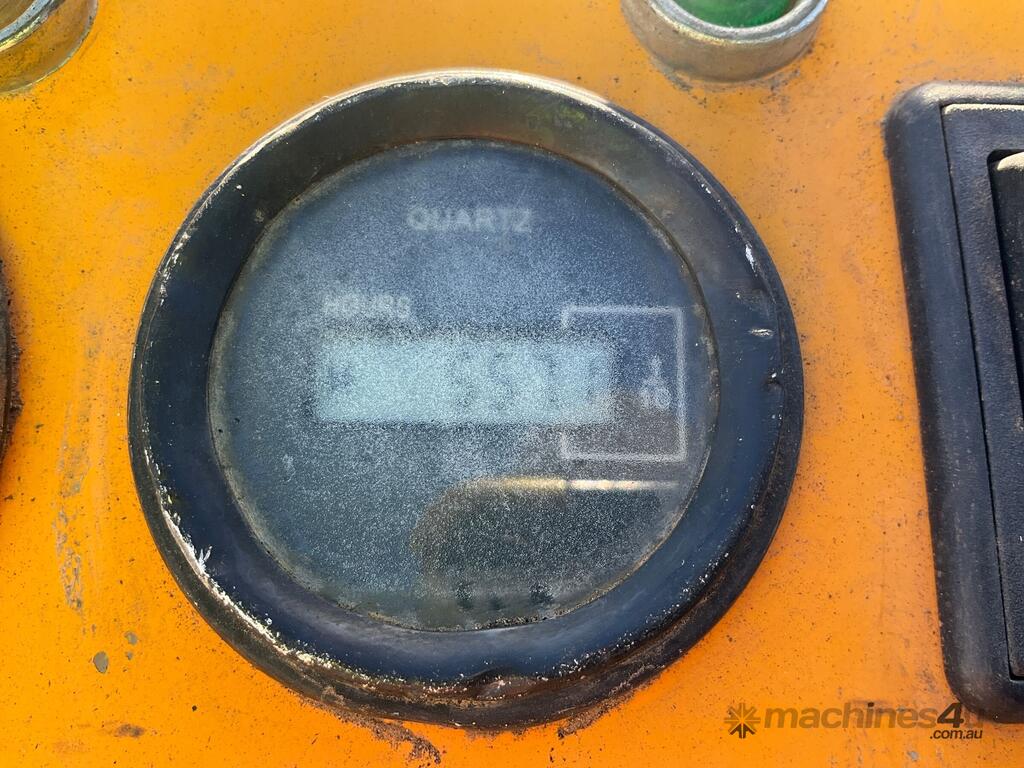 QUARTZ
HOURS
1
10
machines4u
.com.au